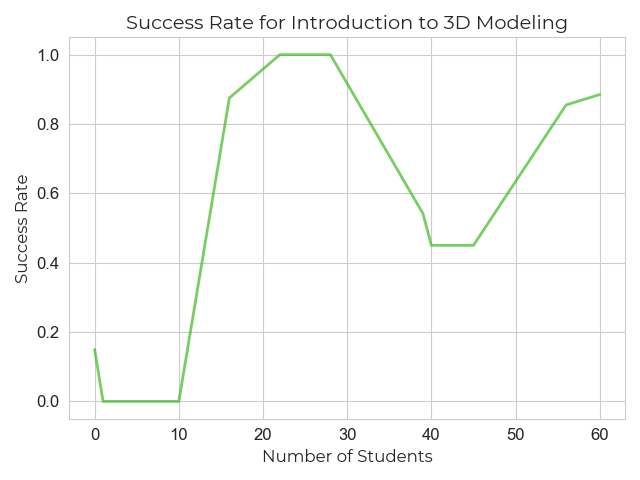 Success Rate for Introduction to 3D Modeling
Success Rate
1.0
0.8
0.6
0.4
0.2
0.0
0 10 20 30 40 50 60
Number of Students